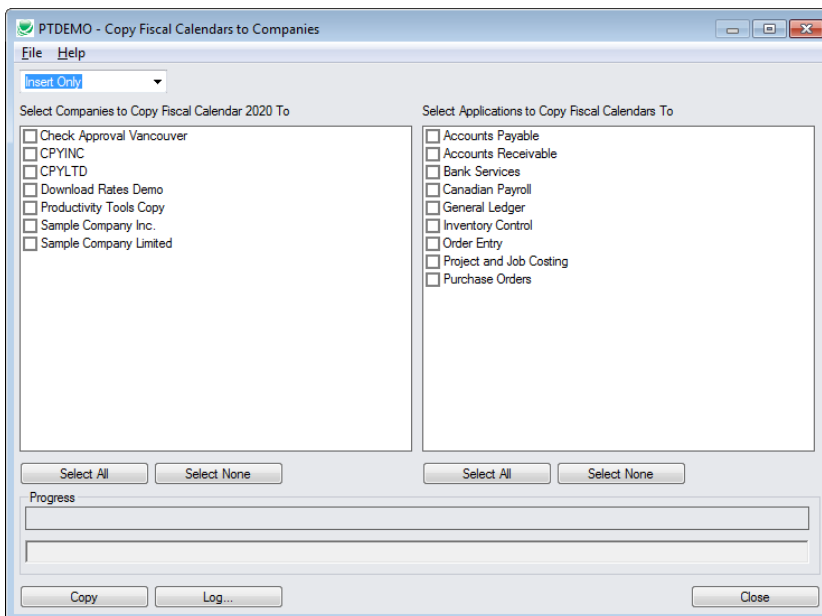 PTDEMO - Copy Fiscal Calendars to Companies
File Help
Insert Only
Select Companies to Copy Fiscal Calendar 2020 To
Check Approval Vancouver
CPYINC
CPYLTD
Download Rates Demo
Productivity Tools Copy
Sample Company Inc.
Sample Company Limited
Select All Select None
Select Applications to Copy Fiscal Calendars To
Accounts Payable
Accounts Receivable
Bank Services
Canadian Payroll
General Ledger
Inventory Control
Order Entry
Project and Job Costing
Purchase Orders
Select All Select None
Progress
Copy Log... Close